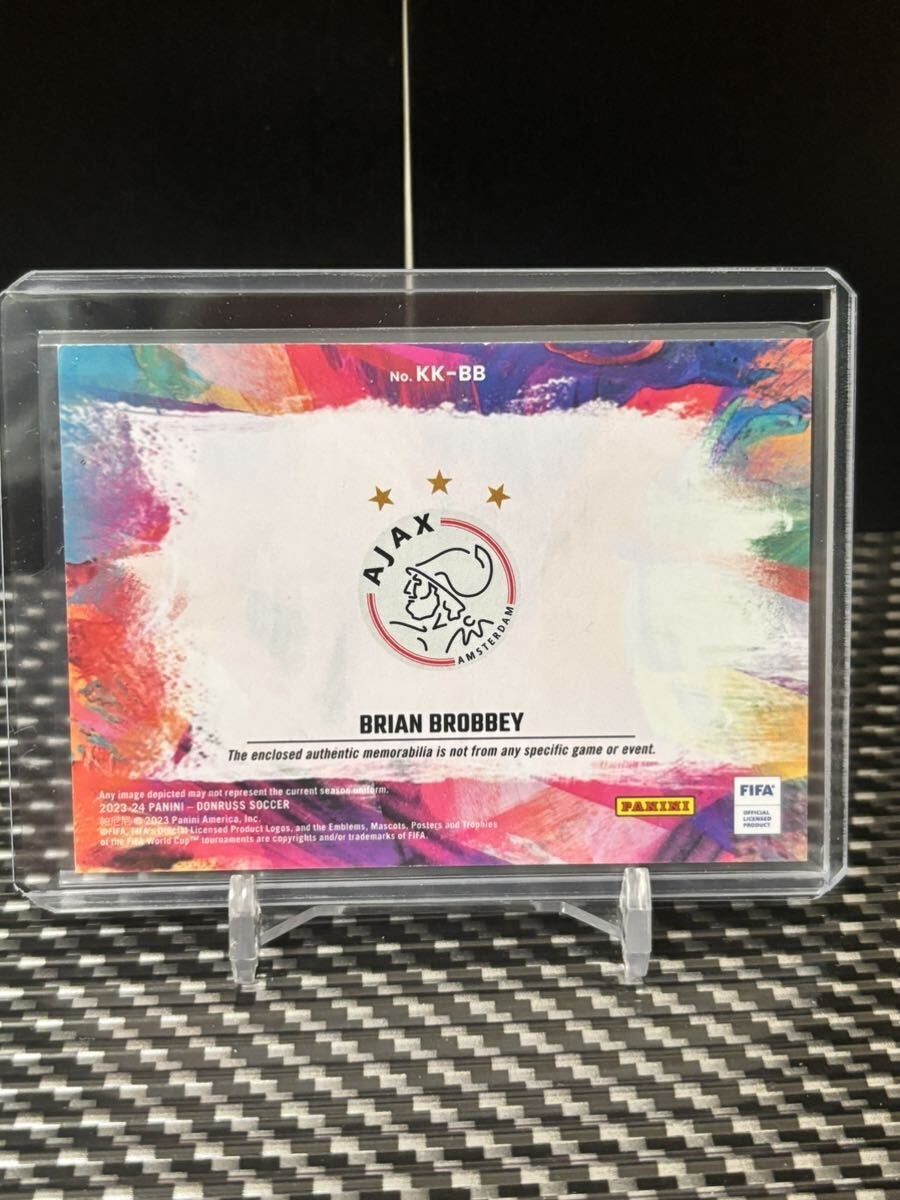 No. KK-BB
AJAX
AMSTERDAM
BRIAN BROBBEY
The enclosed authentic memorabilia is not from any specific game or event.
Any image depicted may not represent the current season uniform.
2023-24 PANINI – DONRUSS SOCCER
帕尼尼 © 2023 Panini America, Inc.
©FIFA, FIFA's Official Licensed Product Logos, and the Emblems, Mascots, Posters and Trophies
of the FIFA World Cup™ tournaments are copyrights and/or trademarks of FIFA.
PANINI
FIFA®
OFFICIAL
LICENSED
PRODUCT